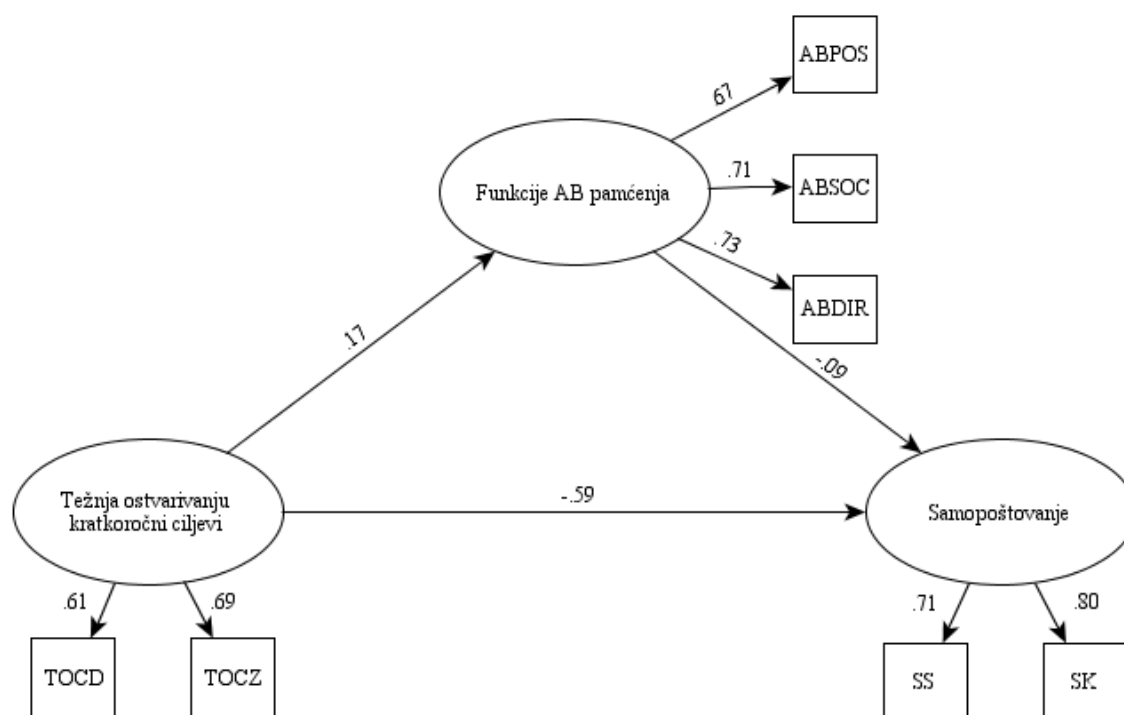 ABPOS
.67
Funkcije AB pamćenja
.71
ABSOC
.73
ABDIR
.17
-.09
Težnja ostvarivanju
kratkoročni ciljevi
-.59
Samopoštovanje
.61
.69
.71
.80
TOCD
TOCZ
SS
SK